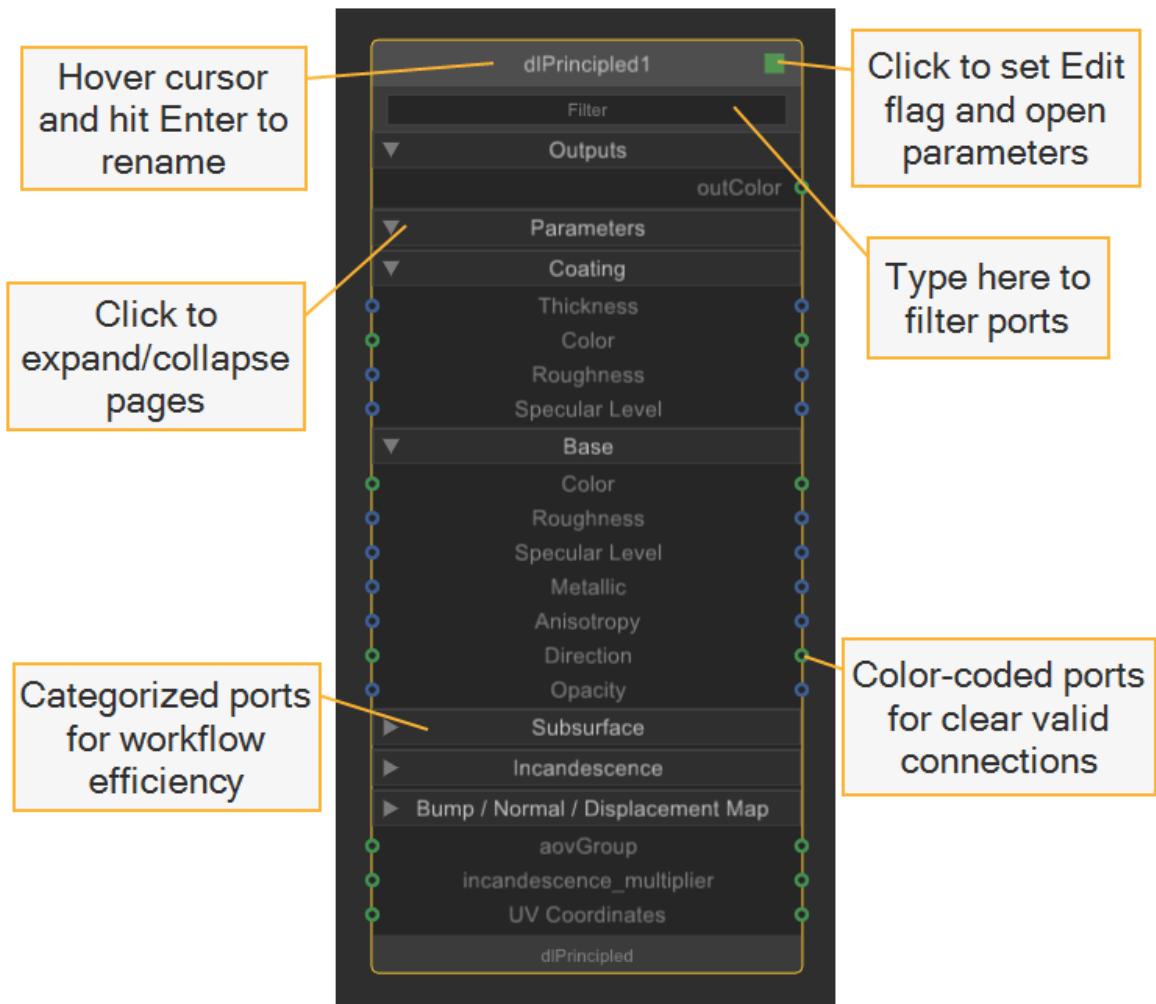 Hover cursor
and hit Enter to
rename
dlPrincipled1
Click to set Edit
flag and open
parameters
Filter
Outputs
outColor
Parameters
Coating
Type here to
filter ports
Click to
expand/collapse
pages
Thickness
Color
Roughness
Specular Level
Base
Color
Roughness
Specular Level
Metallic
Anisotropy
Direction
Opacity
Categorized ports
for workflow
efficiency
Color-coded ports
for clear valid
connections
Subsurface
Incandescence
Bump / Normal / Displacement Map
aovGroup
incandescence_multiplier
UV Coordinates
dlPrincipled